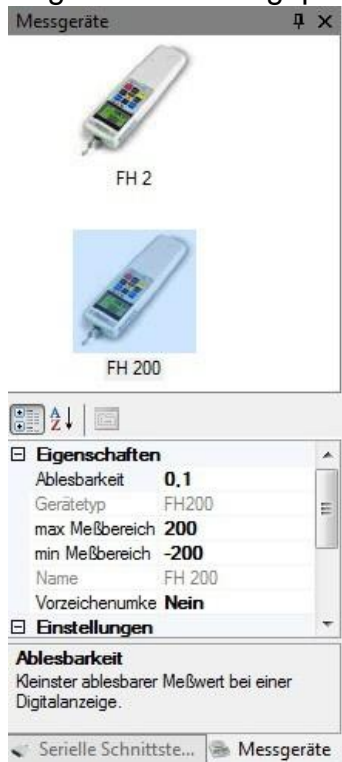 Messgeräte
FH 2
FH 200
Eigenschaften
Ablesbarkeit 0,1
Gerätetyp FH200
max Meßbereich 200
min Meßbereich -200
Name FH 200
Vorzeichenumke Nein
Einstellungen
Ablesbarkeit
Kleinster ablesbarer Meßwert bei einer
Digitalanzeige.
Serielle Schnittste... Messgeräte